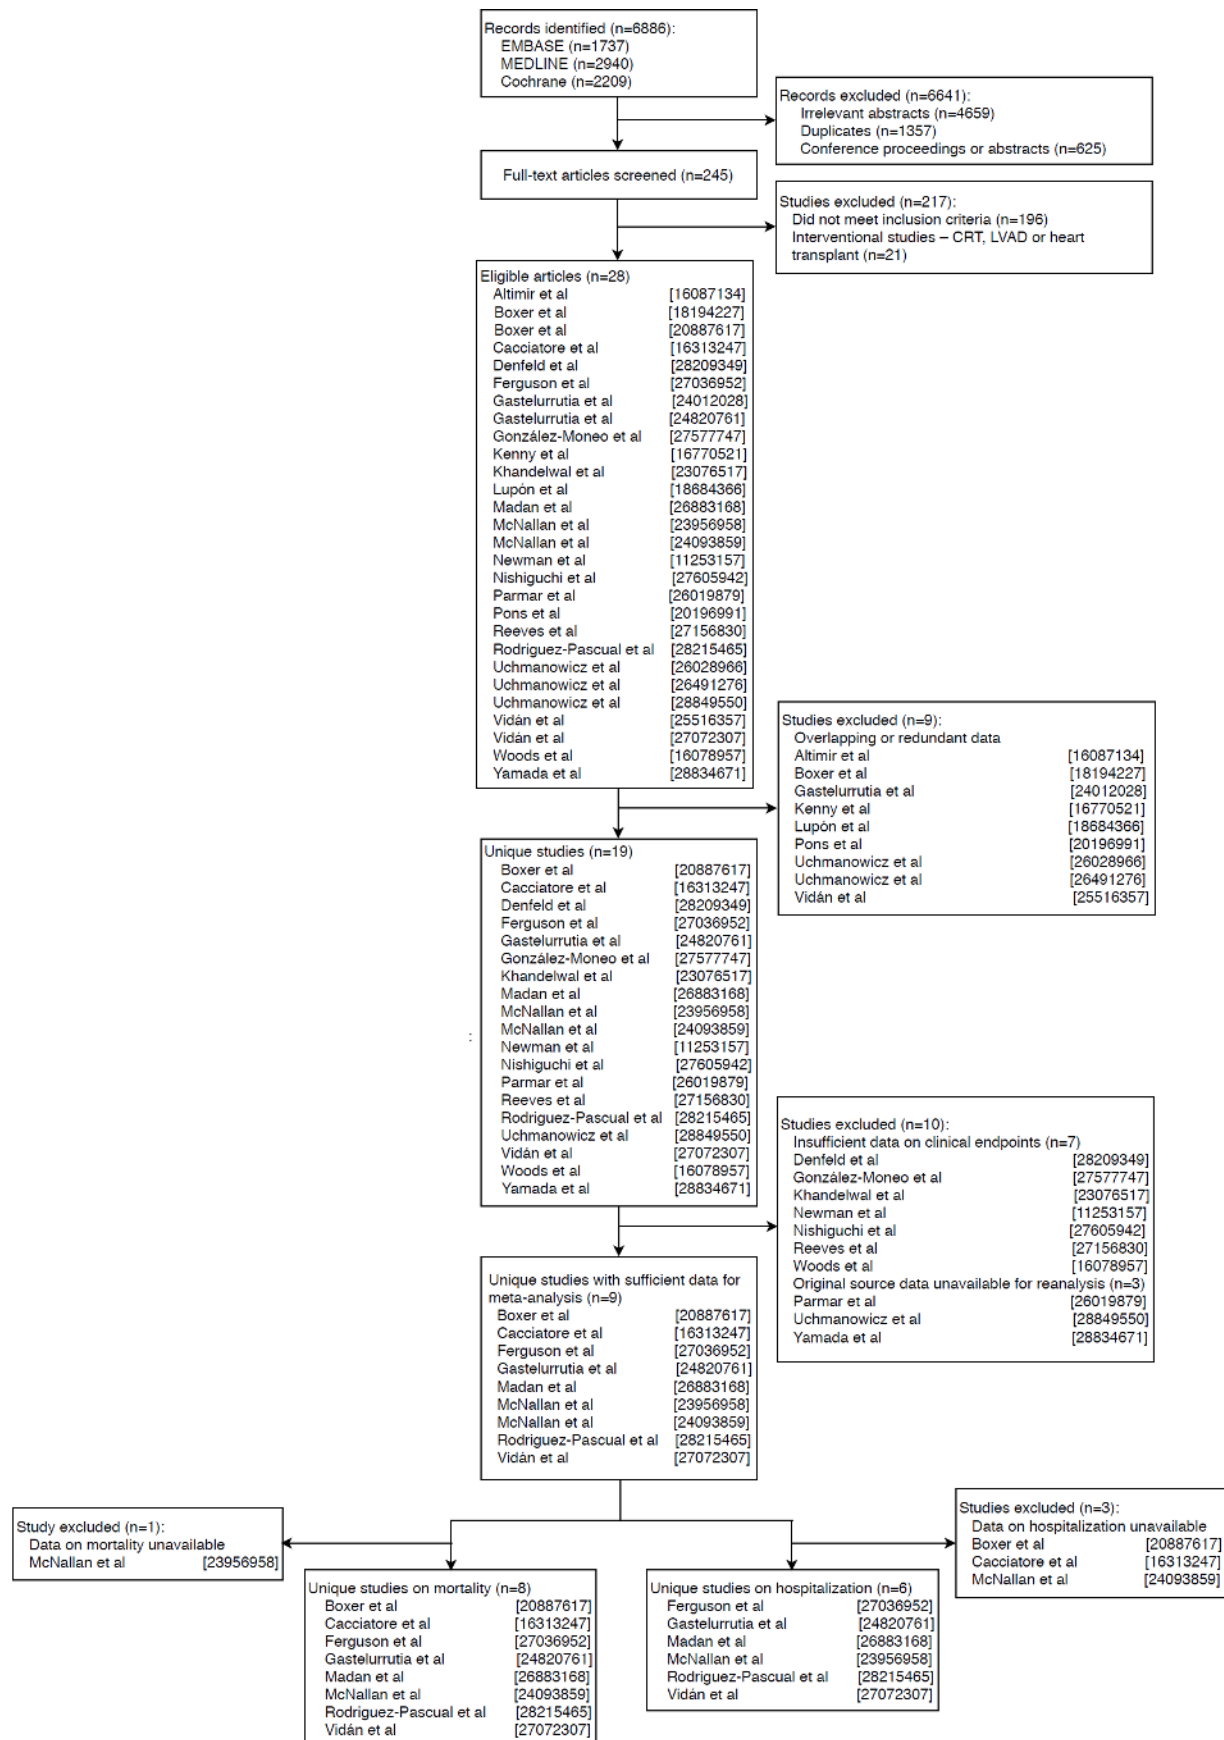 Records identified (n=6886):
EMBASE (n=1737)
MEDLINE (n=2940)
Cochrane (n=2209)
Records excluded (n=6641):
Irrelevant abstracts (n=4659)
Duplicates (n=1357)
Conference proceedings or abstracts (n=625)
Full-text articles screened (n=245)
Studies excluded (n=217):
Did not meet inclusion criteria (n=196)
Interventional studies – CRT, LVAD or heart
transplant (n=21)
Eligible articles (n=28)
Altimir et al [16087134]
Boxer et al [18194227]
Boxer et al [20887617]
Cacciatore et al [16313247]
Denfeld et al [28209349]
Ferguson et al [27036952]
Gastelurrutia et al [24012028]
Gastelurrutia et al [24820761]
González-Moneo et al [27577747]
Kenny et al [16770521]
Khandelwal et al [23076517]
Lupón et al [18684366]
Madan et al [26883168]
McNallan et al [23956958]
McNallan et al [24093859]
Newman et al [11253157]
Nishiguchi et al [27605942]
Parmar et al [26019879]
Pons et al [20196991]
Reeves et al [27156830]
Rodriguez-Pascual et al [28215465]
Uchmanowicz et al [26028966]
Uchmanowicz et al [26491276]
Uchmanowicz et al [28849550]
Vidán et al [25516357]
Vidán et al [27072307]
Woods et al [16078957]
Yamada et al [28834671]
Studies excluded (n=9):
Overlapping or redundant data
Altimir et al [16087134]
Boxer et al [18194227]
Gastelurrutia et al [24012028]
Kenny et al [16770521]
Lupón et al [18684366]
Pons et al [20196991]
Uchmanowicz et al [26028966]
Uchmanowicz et al [26491276]
Vidán et al [25516357]
Unique studies (n=19)
Boxer et al [20887617]
Cacciatore et al [16313247]
Denfeld et al [28209349]
Ferguson et al [27036952]
Gastelurrutia et al [24820761]
González-Moneo et al [27577747]
Khandelwal et al [23076517]
Madan et al [26883168]
McNallan et al [23956958]
McNallan et al [24093859]
Newman et al [11253157]
Nishiguchi et al [27605942]
Parmar et al [26019879]
Reeves et al [27156830]
Rodriguez-Pascual et al [28215465]
Uchmanowicz et al [28849550]
Vidán et al [27072307]
Woods et al [16078957]
Yamada et al [28834671]
:
Studies excluded (n=10):
Insufficient data on clinical endpoints (n=7)
Denfeld et al [28209349]
González-Moneo et al [27577747]
Khandelwal et al [23076517]
Newman et al [11253157]
Nishiguchi et al [27605942]
Reeves et al [27156830]
Woods et al [16078957]
Original source data unavailable for reanalysis (n=3)
Parmar et al [26019879]
Uchmanowicz et al [28849550]
Yamada et al [28834671]
Unique studies with sufficient data for
meta-analysis (n=9)
Boxer et al [20887617]
Cacciatore et al [16313247]
Ferguson et al [27036952]
Gastelurrutia et al [24820761]
Madan et al [26883168]
McNallan et al [23956958]
McNallan et al [24093859]
Rodriguez-Pascual et al [28215465]
Vidán et al [27072307]
Study excluded (n=1):
Data on mortality unavailable
McNallan et al [23956958]
Studies excluded (n=3):
Data on hospitalization unavailable
Boxer et al [20887617]
Cacciatore et al [16313247]
McNallan et al [24093859]
Unique studies on mortality (n=8)
Boxer et al [20887617]
Cacciatore et al [16313247]
Ferguson et al [27036952]
Gastelurrutia et al [24820761]
Madan et al [26883168]
McNallan et al [24093859]
Rodriguez-Pascual et al [28215465]
Vidán et al [27072307]
Unique studies on hospitalization (n=6)
Ferguson et al [27036952]
Gastelurrutia et al [24820761]
Madan et al [26883168]
McNallan et al [23956958]
Rodriguez-Pascual et al [28215465]
Vidán et al [27072307]